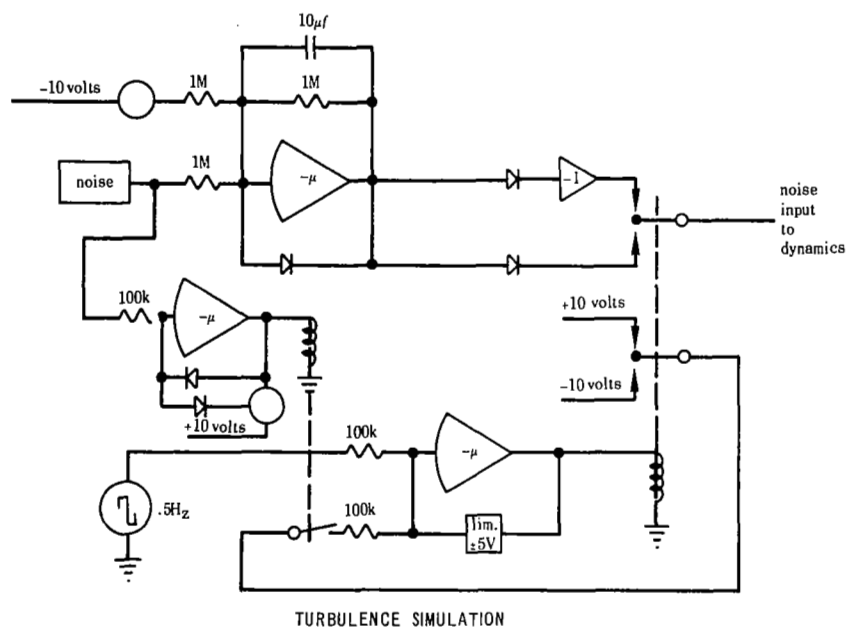 10μf
-10 volts
1M
1M
1M
noise
-μ
-1
noise
input
to
dynamics
100k
-μ
+10 volts
+10 volts
-10 volts
100k
-μ
.5Hz
100k
lim.
±5V
TURBULENCE SIMULATION